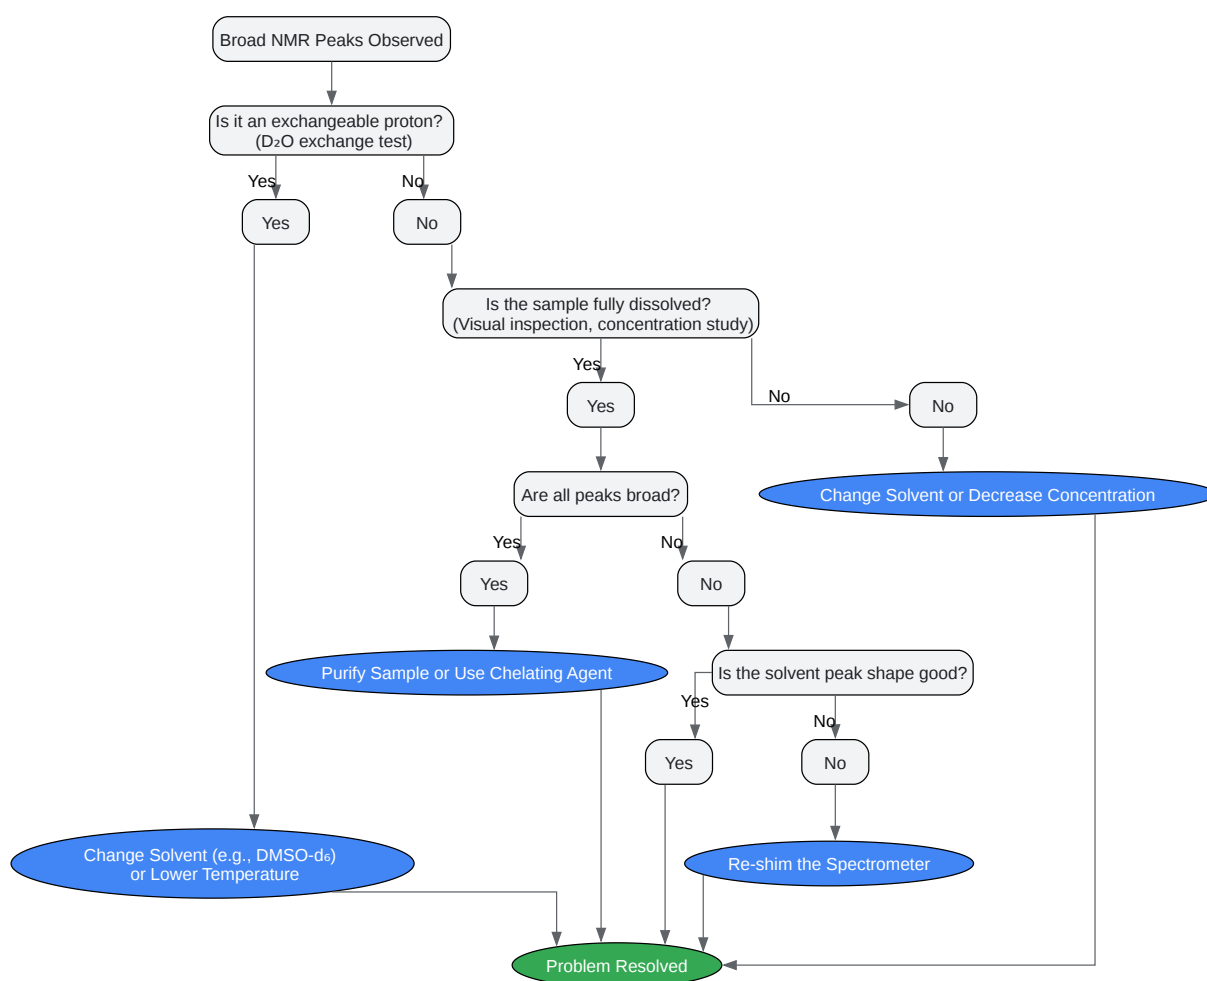 Broad NMR Peaks Observed
Is it an exchangeable proton?
(D₂O exchange test)
Yes
No
Yes
No
Is the sample fully dissolved?
(Visual inspection, concentration study)
Yes
No
Yes
No
Are all peaks broad?
Change Solvent or Decrease Concentration
Yes
No
Yes
No
Purify Sample or Use Chelating Agent
Is the solvent peak shape good?
Yes
No
Yes
No
Change Solvent (e.g., DMSO-d₆)
or Lower Temperature
Re-shim the Spectrometer
Problem Resolved